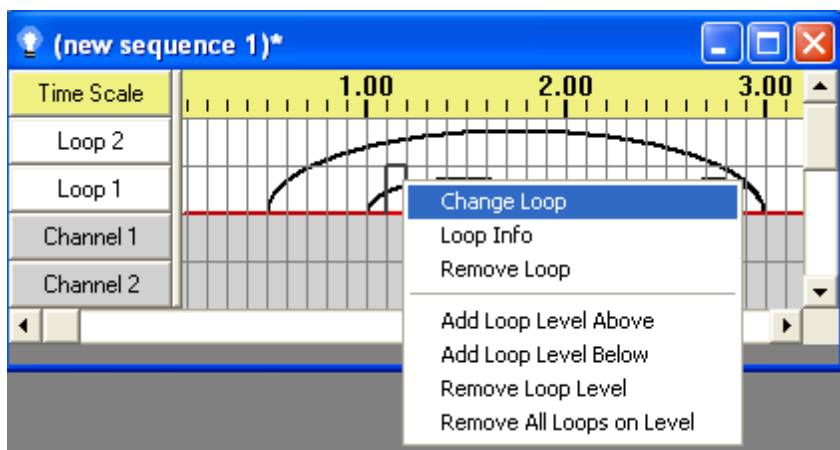 (new sequence 1)*
Time Scale 1.00 2.00 3.00
Loop 2
Loop 1
Change Loop
Channel 1
Loop Info
Remove Loop
Channel 2
Add Loop Level Above
Add Loop Level Below
Remove Loop Level
Remove All Loops on Level